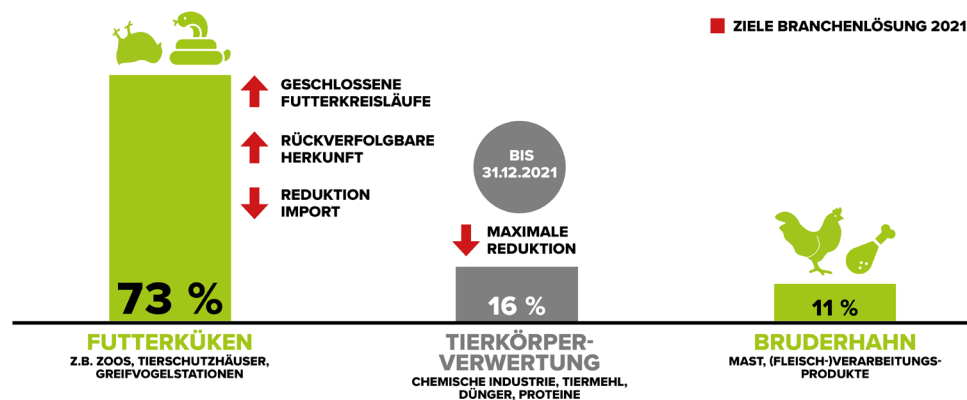 ZIELE BRANCHENLÖSUNG 2021
GESCHLOSSENE
FUTTERKREISLÄUFE
RÜCKVERFOLGBARE
HERKUNFT
REDUKTION
IMPORT
73 %
FUTTERKÜKEN
Z.B. ZOOS, TIERSCHUTZHÄUSER,
GREIFVOGELSTATIONEN
BIS
31.12.2021
MAXIMALE
REDUKTION
16 %
TIERKÖRPER-
VERWERTUNG
CHEMISCHE INDUSTRIE, TIERMEHL,
DÜNGER, PROTEINE
11 %
BRUDERHAHN
MAST, (FLEISCH-)VERARBEITUNGS-
PRODUKTE